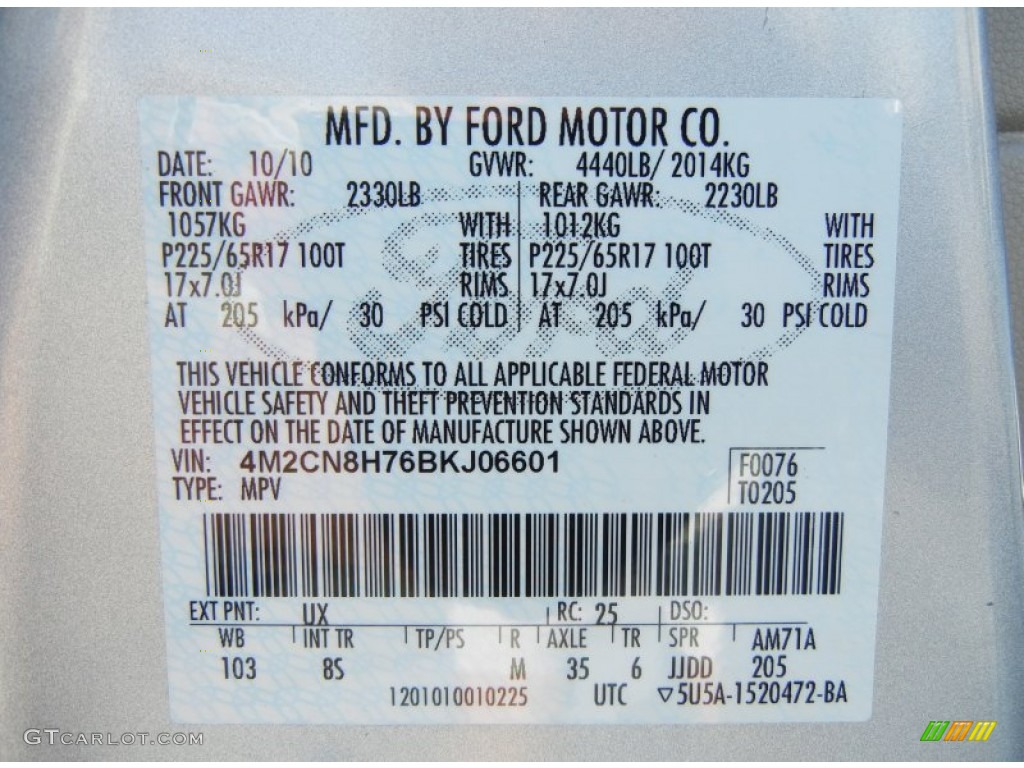 MFD. BY FORD MOTOR CO.
DATE: 10/10 GVWR: 4440LB/ 2014KG
FRONT GAWR: 2330LB REAR GAWR: 2230LB
1057KG WITH 1012KG WITH
P225/65R17 100T TIRES P225/65R17 100T TIRES
17x7.0J RIMS 17x7.0J RIMS
AT 205 kPa/ 30 PSI COLD AT 205 kPa/ 30 PSI COLD
Ford
THIS VEHICLE CONFORMS TO ALL APPLICABLE FEDERAL MOTOR
VEHICLE SAFETY AND THEFT PREVENTION STANDARDS IN
EFFECT ON THE DATE OF MANUFACTURE SHOWN ABOVE.
VIN: 4M2CN8H76BKJ06601 F0076
TYPE: MPV T0205
EXT PNT: UX RC: 25 DSO:
WB INT TR TP/PS R AXLE TR SPR AM71A
103 8S M 35 6 JJDD 205
1201010010225 UTC ▽5U5A-1520472-BA
GTCARLOT.COM